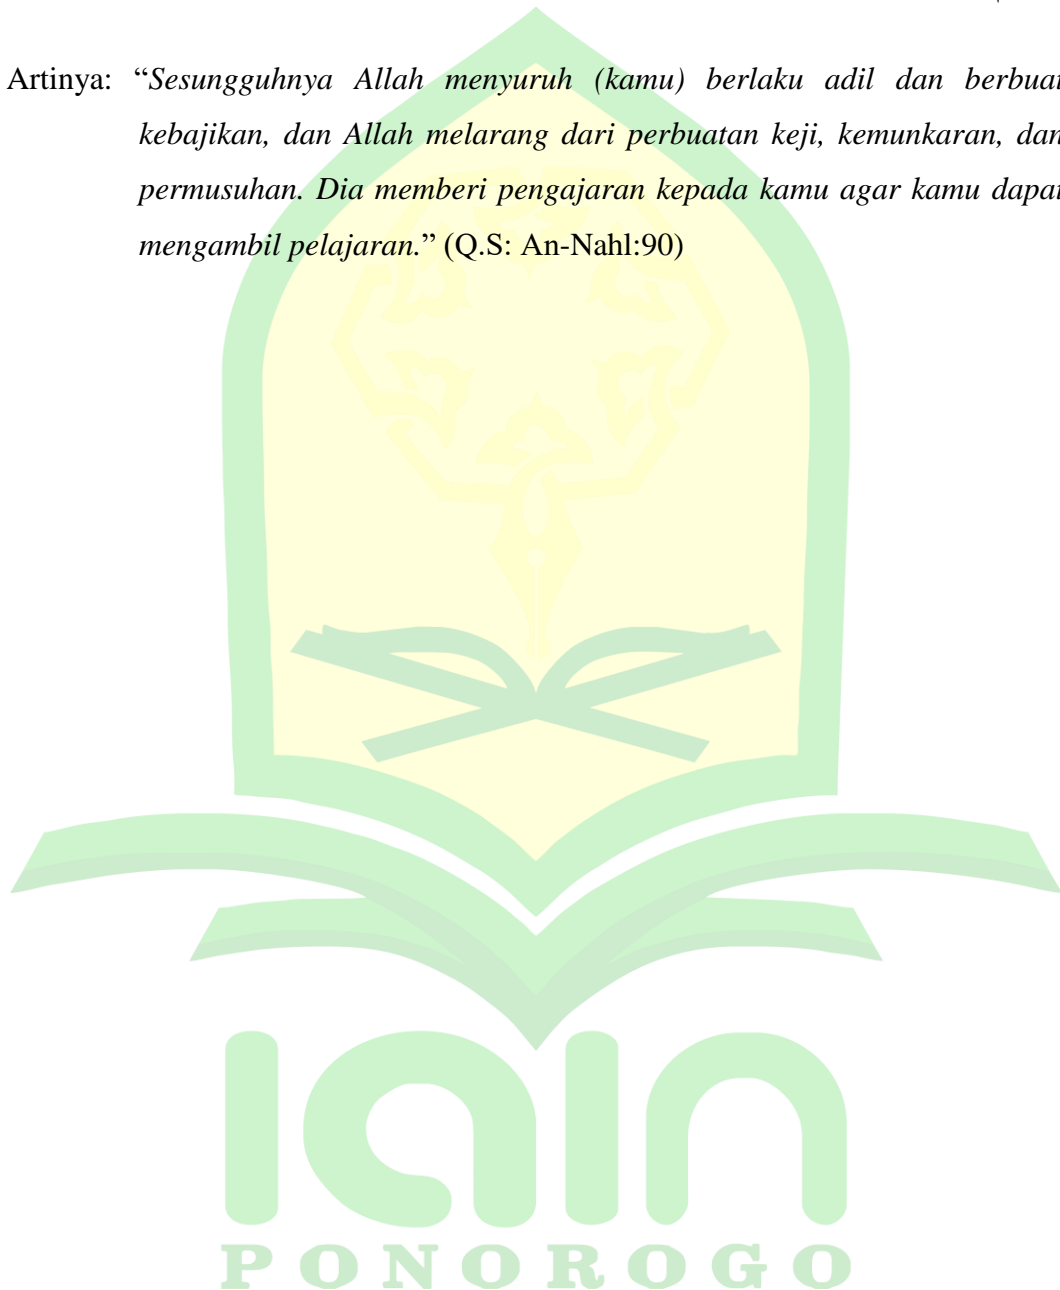 Artinya: “Sesungguhnya Allah menyuruh (kamu) berlaku adil dan berbuat
kebajikan, dan Allah melarang dari perbuatan keji, kemunkaran, dan
permusuhan. Dia memberi pengajaran kepada kamu agar kamu dapat
mengambil pelajaran.” (Q.S: An-Nahl:90)
iain
PONOROGO